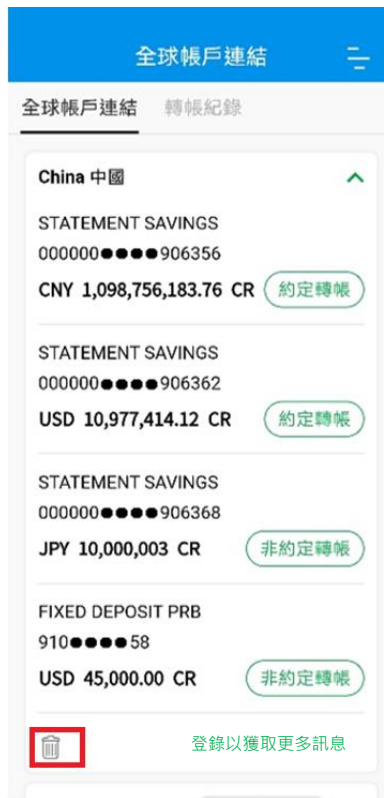 全球帳戶連結
全球帳戶連結 轉帳紀錄
China 中國
STATEMENT SAVINGS
000000●●●●906356
CNY 1,098,756,183.76 CR 約定轉帳
STATEMENT SAVINGS
000000●●●●906362
USD 10,977,414.12 CR 約定轉帳
STATEMENT SAVINGS
000000●●●●906368
JPY 10,000,003 CR 非約定轉帳
FIXED DEPOSIT PRB
910●●●●58
USD 45,000.00 CR 非約定轉帳
登錄以獲取更多訊息